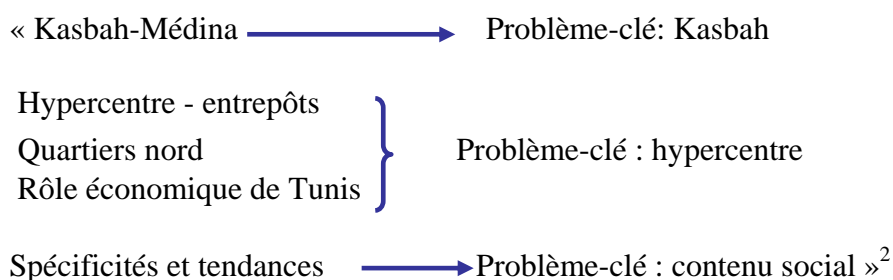 « Kasbah-Médina Problème-clé: Kasbah
Hypercentre - entrepôts
Quartiers nord Problème-clé : hypercentre
Rôle économique de Tunis
Spécificités et tendances Problème-clé : contenu social »2